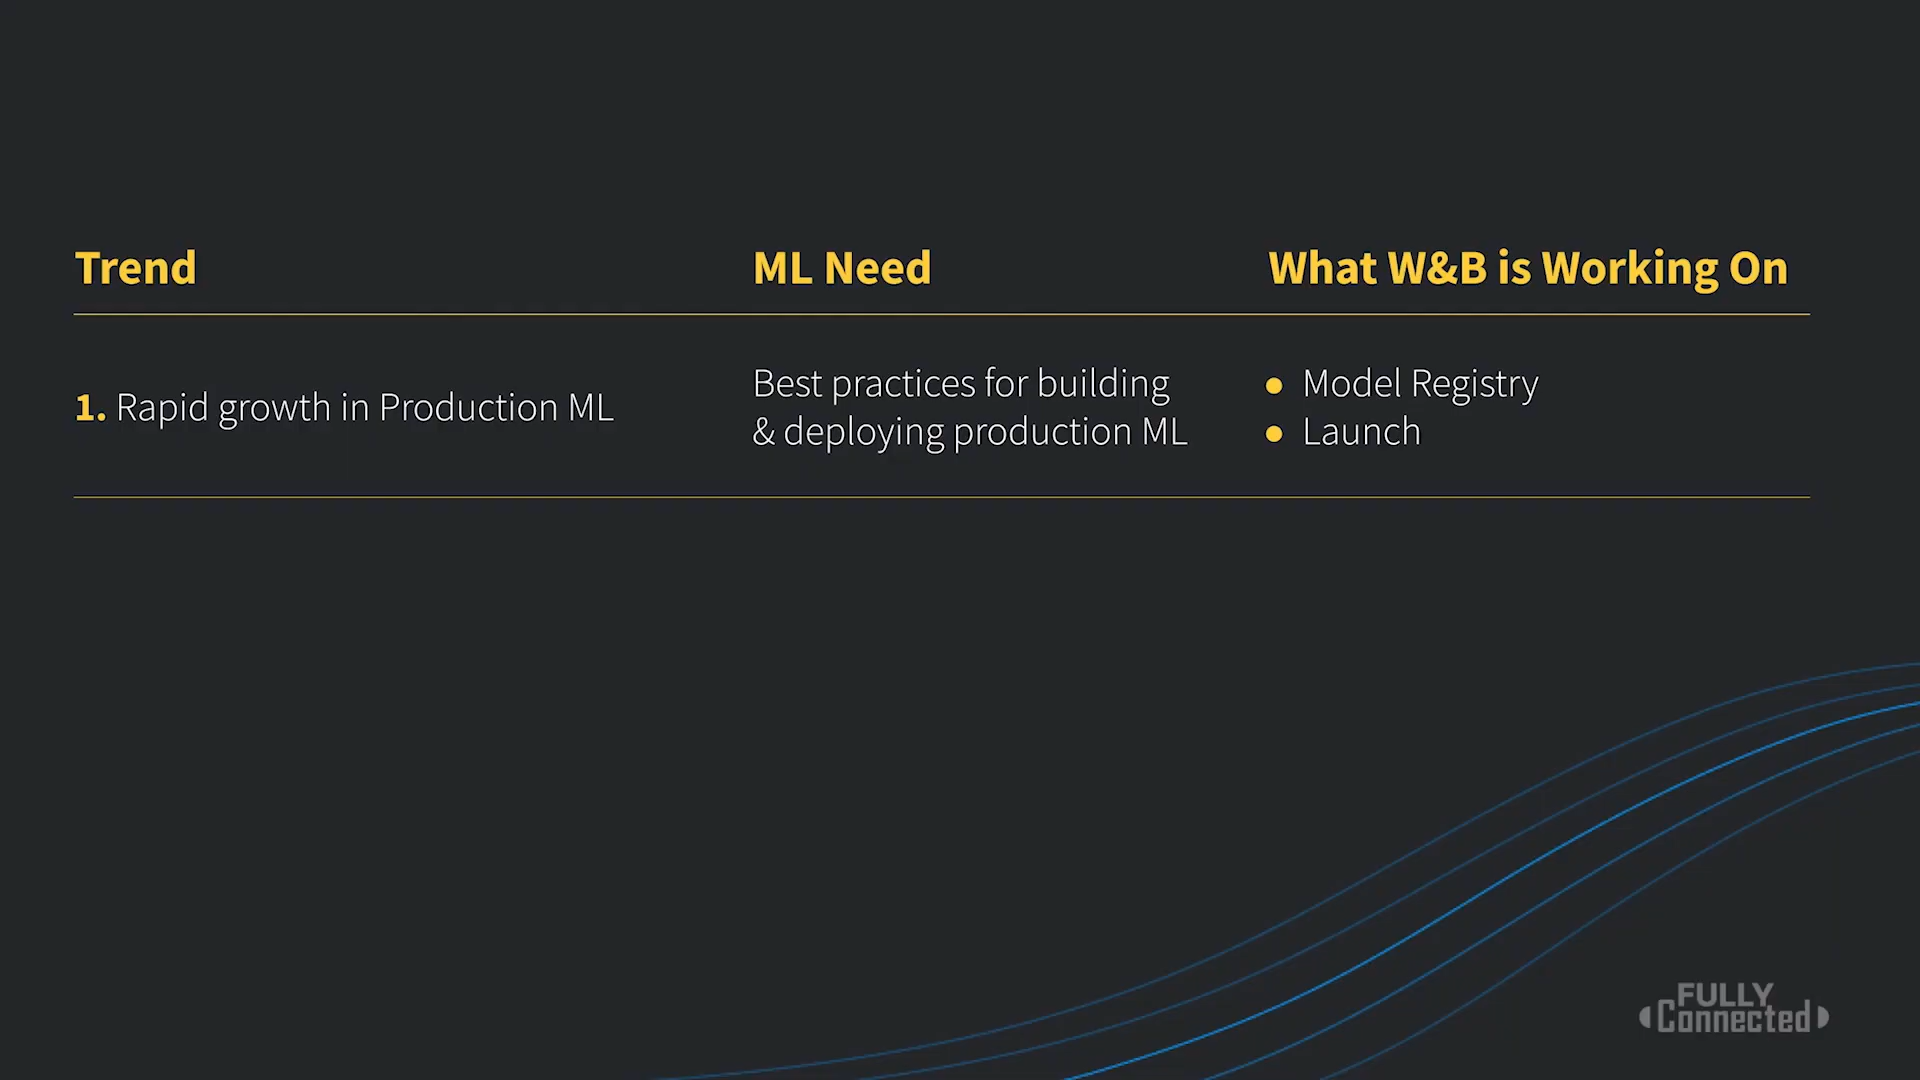 Trend
ML Need
What W&B is Working On
1. Rapid growth in Production ML
Best practices for building
& deploying production ML
● Model Registry
● Launch
FULLY
Connected